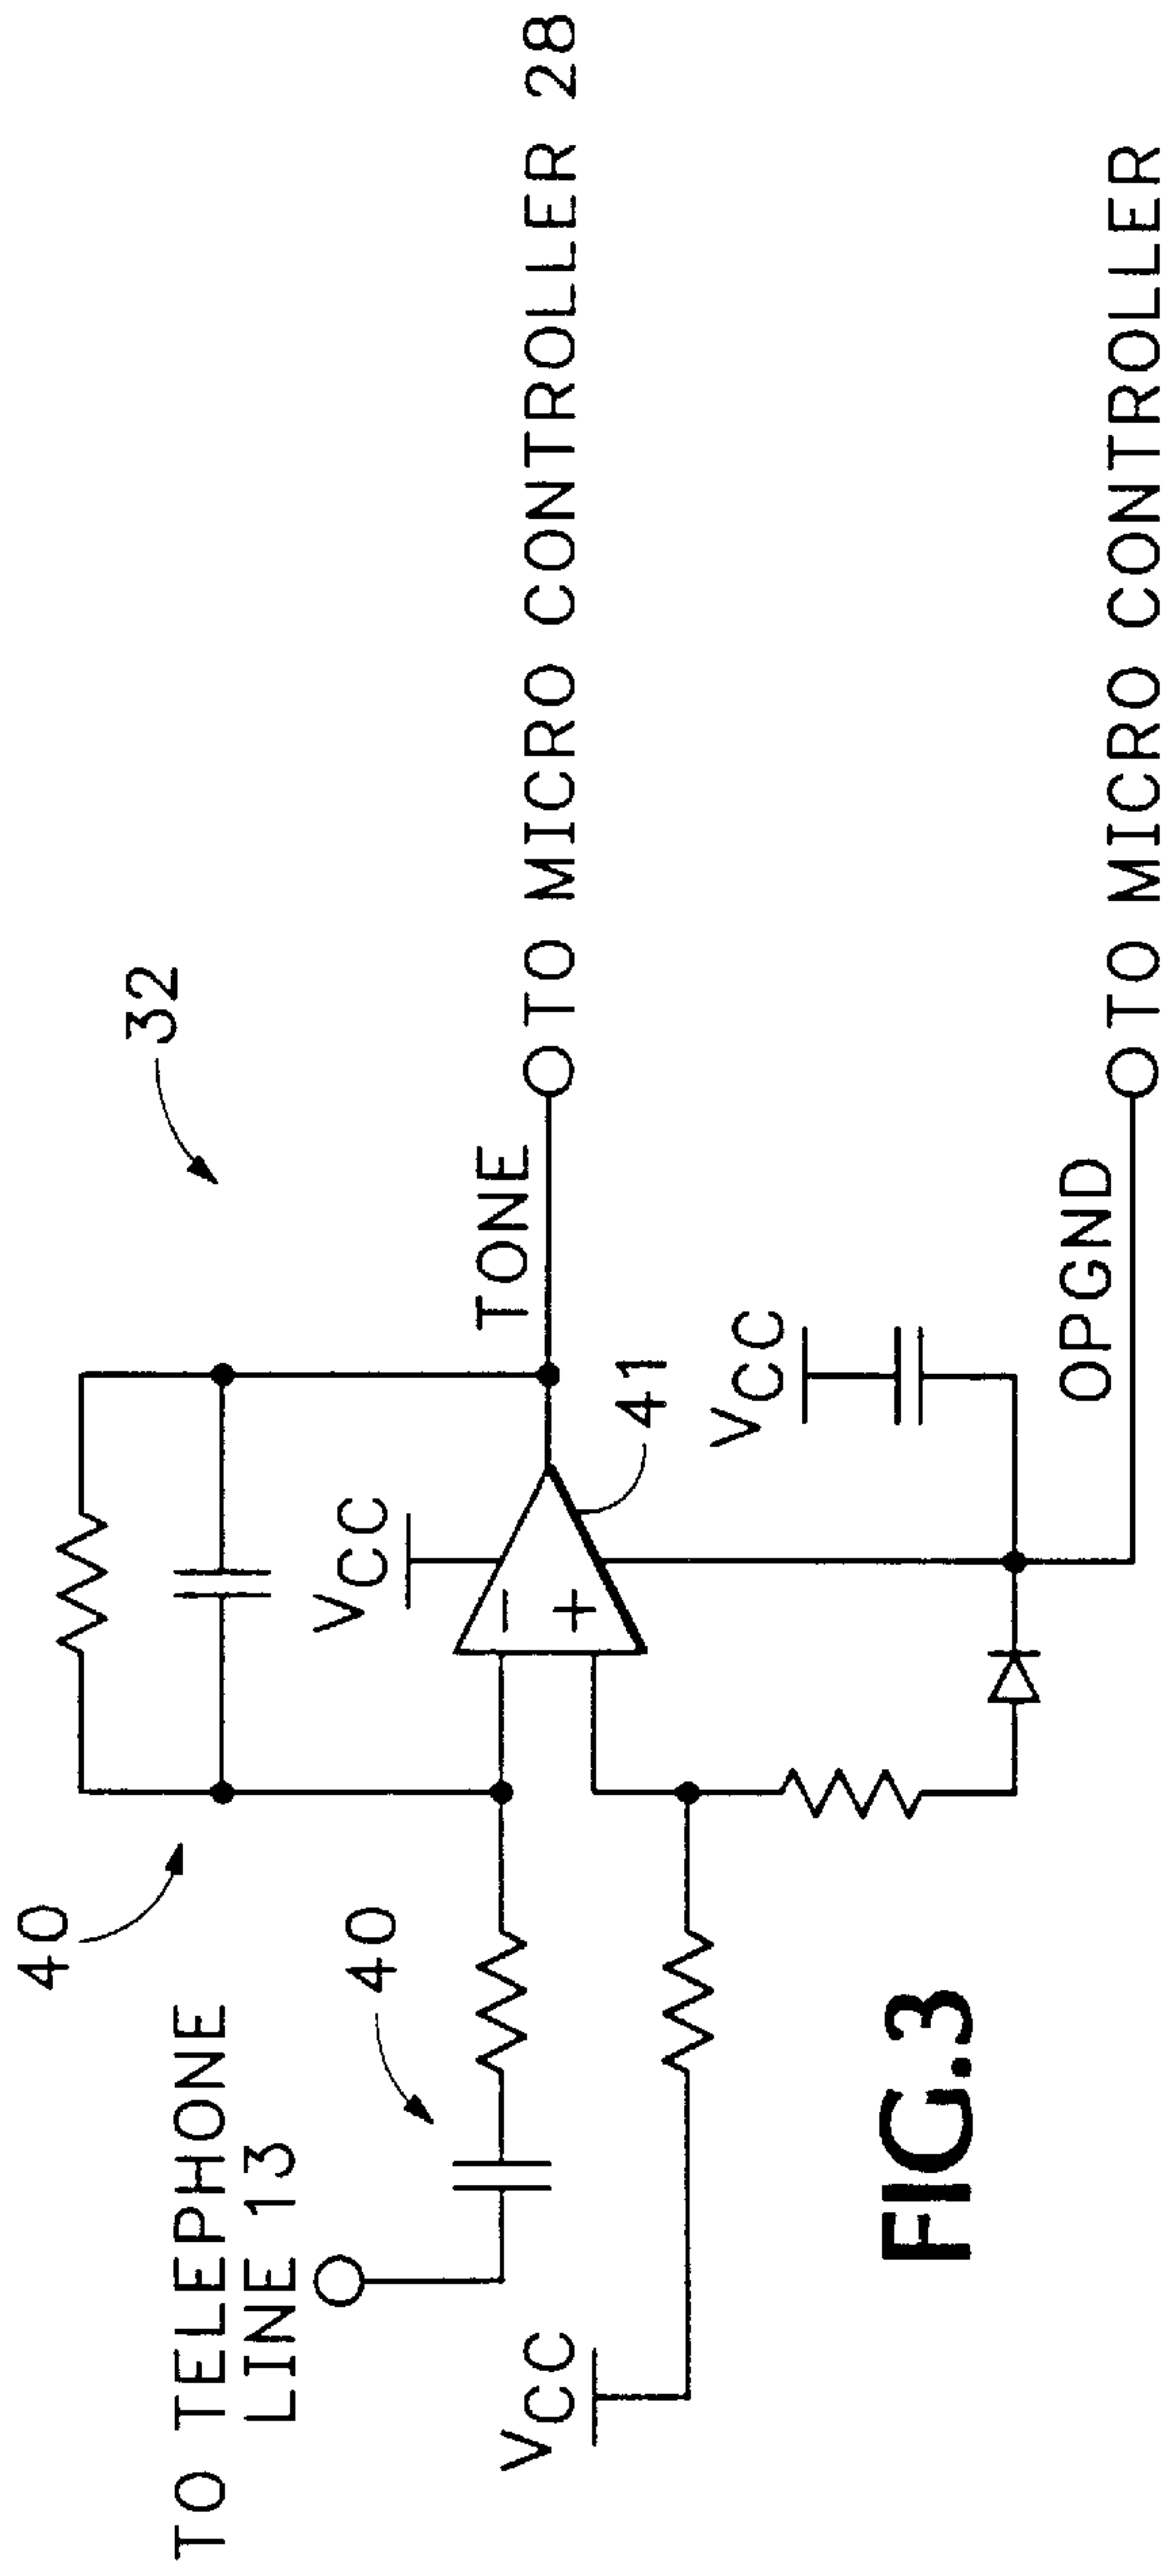 40
32
TO TELEPHONE
LINE 13
40
VCC
TONE
TO MICRO CONTROLLER 28
−
+
41
VCC
VCC
OPGND
TO MICRO CONTROLLER
FIG.3